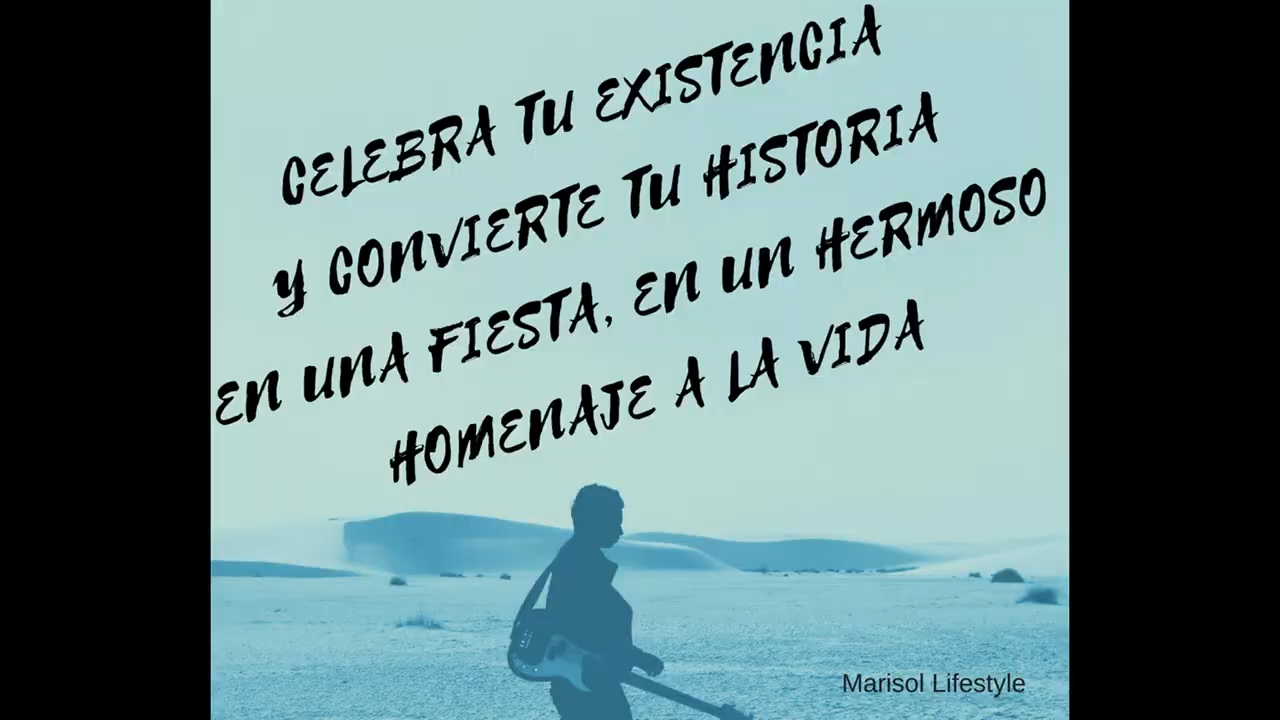 CELEBRA TU EXISTENCIA
Y CONVIERTE TU HISTORIA
EN UNA FIESTA, EN UN HERMOSO
HOMENAJE A LA VIDA
Marisol Lifestyle